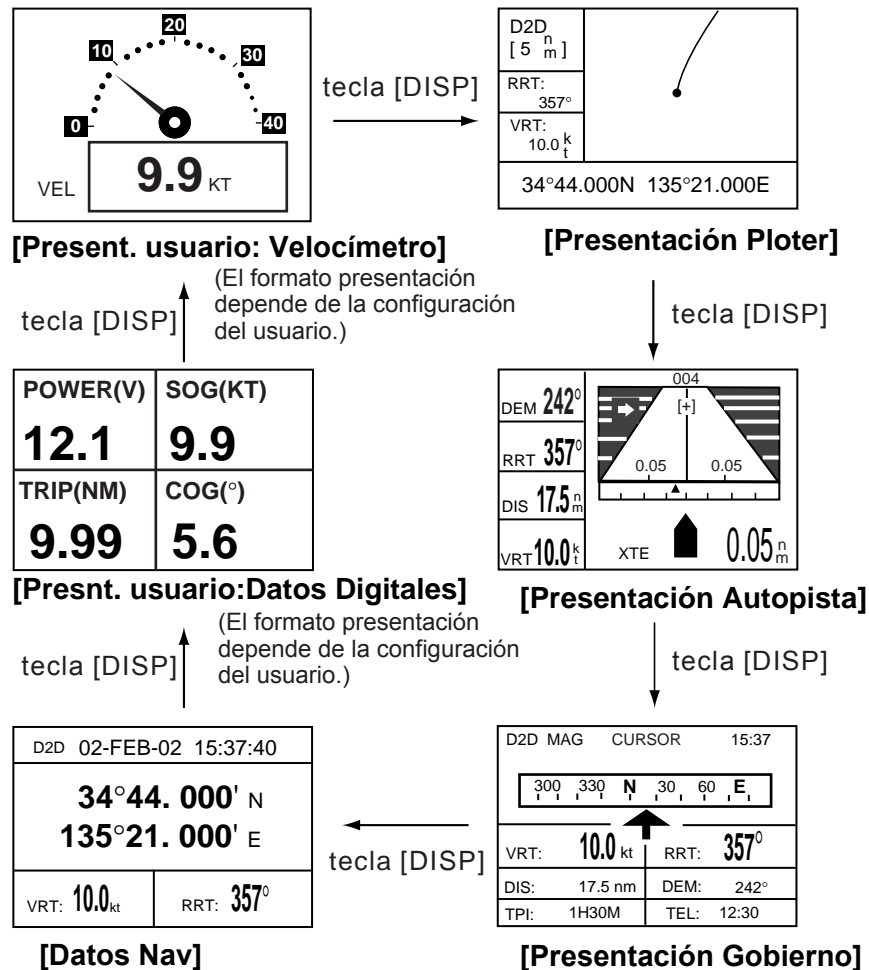 0
10
20
30
40
VEL 9.9 KT
[Present. usuario: Velocímetro]
tecla [DISP]
D2D
[ 5 nm ]
RRT:
357°
VRT:
10.0 kt
34°44.000N 135°21.000E
[Presentación Ploter]
tecla [DISP]
DEM 242°
RRT 357°
DIS 17.5 nm
VRT 10.0 kt
004
[+]
0.05 0.05
XTE 0.05 nm
[Presentación Autopista]
tecla [DISP]
D2D MAG CURSOR 15:37
300 330 N 30 60 E
VRT: 10.0 kt RRT: 357°
DIS: 17.5 nm DEM: 242°
TPI: 1H30M TEL: 12:30
[Presentación Gobierno]
tecla [DISP]
D2D 02-FEB-02 15:37:40
34°44. 000' N
135°21. 000' E
VRT: 10.0kt RRT: 357°
[Datos Nav]
tecla [DISP]
(El formato presentación
depende de la configuración
del usuario.)
POWER(V) SOG(KT)
12.1 9.9
TRIP(NM) COG(°)
9.99 5.6
[Presnt. usuario:Datos Digitales]
tecla [DISP]
(El formato presentación
depende de la configuración
del usuario.)